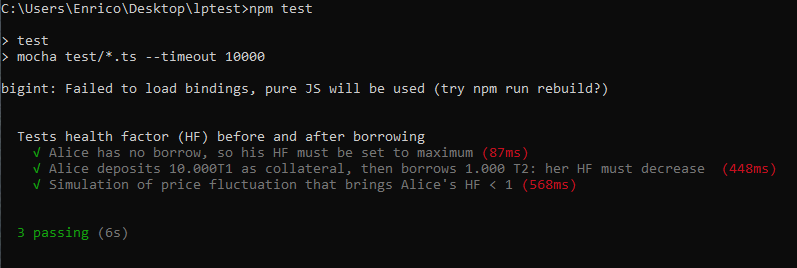 C:\Users\Enrico\Desktop\lptest>npm test
> test
> mocha test/*.ts --timeout 10000
bigint: Failed to load bindings, pure JS will be used (try npm run rebuild?)
Tests health factor (HF) before and after borrowing
√ Alice has no borrow, so his HF must be set to maximum (87ms)
√ Alice deposits 10.000T1 as collateral, then borrows 1.000 T2: her HF must decrease  (448ms)
√ Simulation of price fluctuation that brings Alice's HF < 1 (568ms)
3 passing (6s)